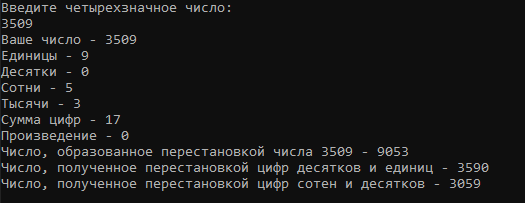 Введите четырехзначное число:
3509
Ваше число - 3509
Единицы - 9
Десятки - 0
Сотни - 5
Тысячи - 3
Сумма цифр - 17
Произведение - 0
Число, образованное перестановкой числа 3509 - 9053
Число, полученное перестановкой цифр десятков и единиц - 3590
Число, полученное перестановкой цифр сотен и десятков - 3059